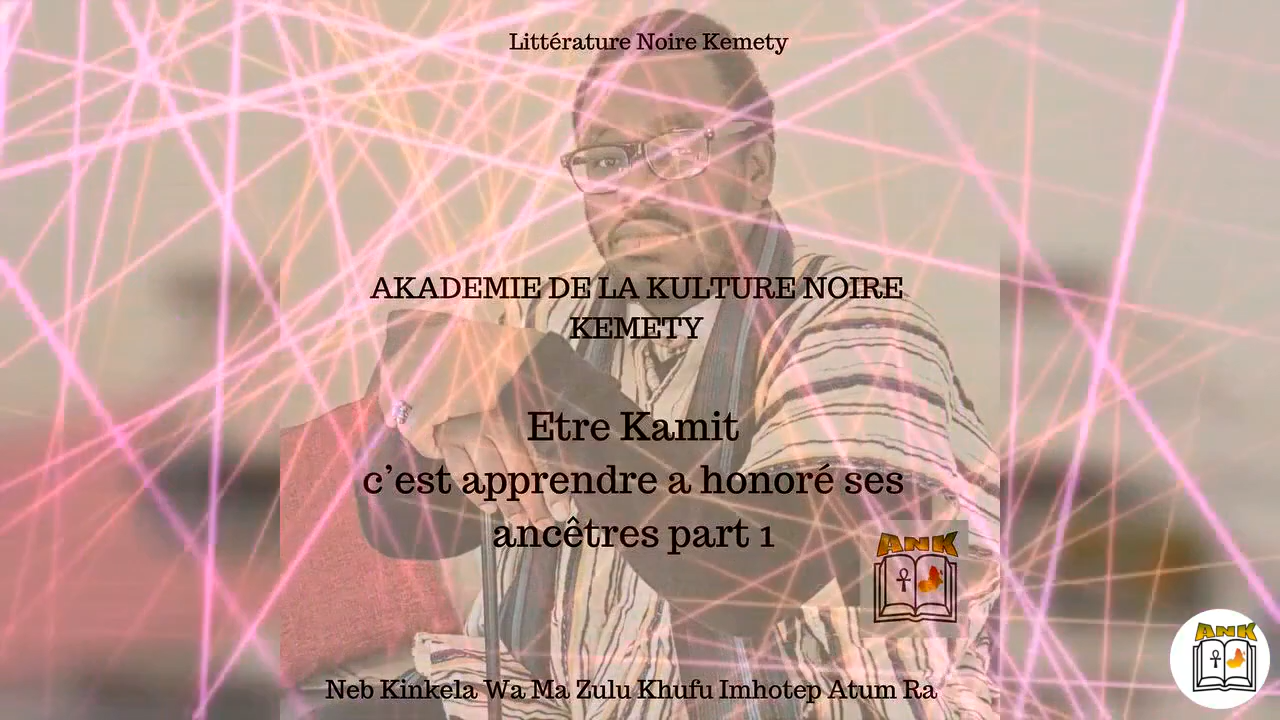 Littérature Noire Kemety
AKADEMIE DE LA KULTURE NOIRE
KEMETY
Etre Kamit
c’est apprendre a honoré ses
ancêtres part 1
ANK
Neb Kinkela Wa Ma Zulu Khufu Imhotep Atum Ra
ANK